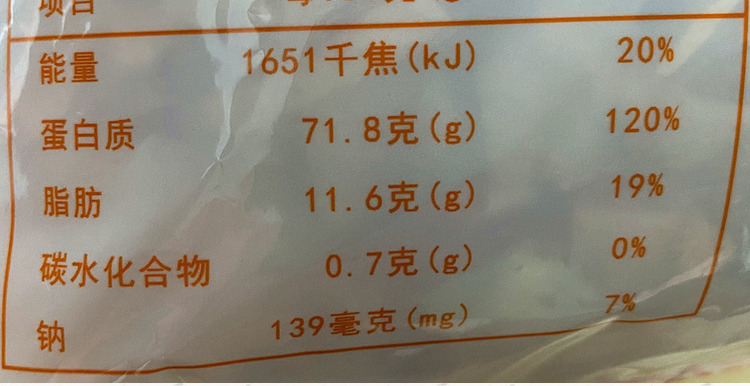 项目
能量 1651千焦(kJ) 20%
蛋白质 71.8克(g) 120%
脂肪 11.6克(g) 19%
碳水化合物 0.7克(g) 0%
钠 139毫克(mg) 7%